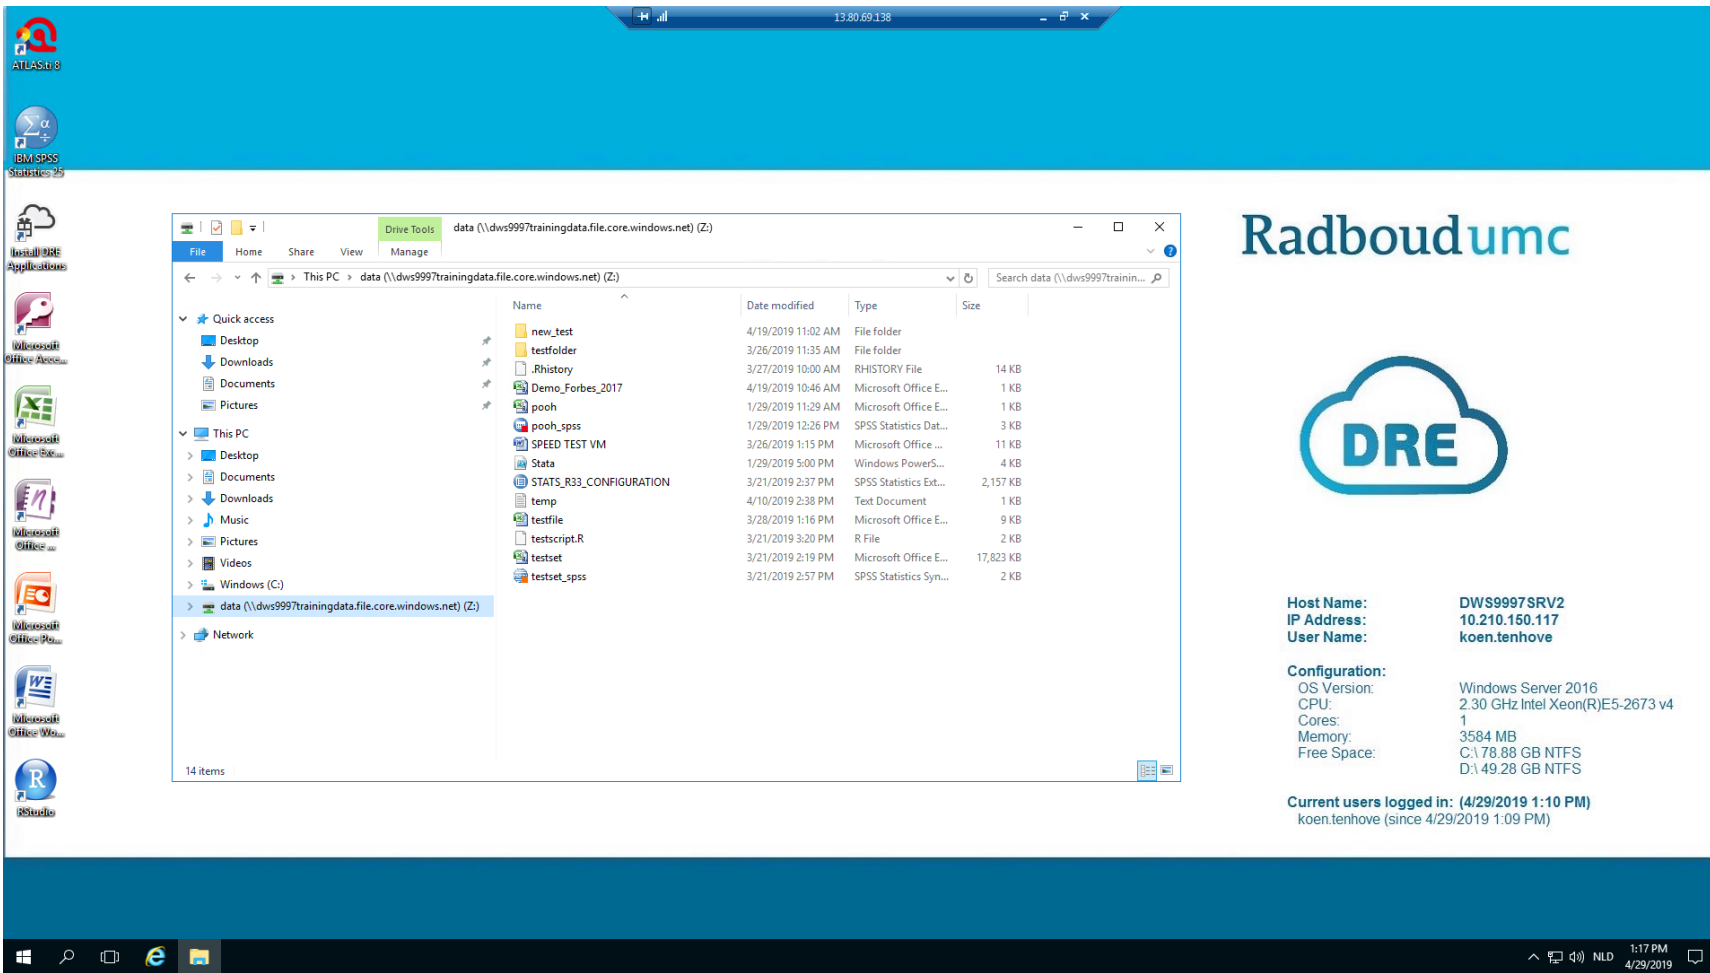 13.80.69.138
ATLAS.ti 8
IBM SPSS
Statistics 25
Install DRE
Applications
Microsoft
Office Acce...
Microsoft
Office Exc...
Microsoft
Office ...
Microsoft
Office Po...
Microsoft
Office Wo...
RStudio
Drive Tools
data (\\dws9997trainingdata.file.core.windows.net) (Z:)
File Home Share View Manage
This PC > data (\\dws9997trainingdata.file.core.windows.net) (Z:)
Search data (\\dws9997trainin...
Quick access
Desktop
Downloads
Documents
Pictures
This PC
Desktop
Documents
Downloads
Music
Pictures
Videos
Windows (C:)
data (\\dws9997trainingdata.file.core.windows.net) (Z:)
Network
Name Date modified Type Size
new_test 4/19/2019 11:02 AM File folder
testfolder 3/26/2019 11:35 AM File folder
.Rhistory 3/27/2019 10:00 AM RHISTORY File 14 KB
Demo_Forbes_2017 4/19/2019 10:46 AM Microsoft Office E... 1 KB
pooh 1/29/2019 11:29 AM Microsoft Office E... 1 KB
pooh_spss 1/29/2019 12:26 PM SPSS Statistics Dat... 3 KB
SPEED TEST VM 3/26/2019 1:15 PM Microsoft Office ... 11 KB
Stata 1/29/2019 5:00 PM Windows PowerS... 4 KB
STATS_R33_CONFIGURATION 3/21/2019 2:37 PM SPSS Statistics Ext... 2,157 KB
temp 4/10/2019 2:38 PM Text Document 1 KB
testfile 3/28/2019 1:16 PM Microsoft Office E... 9 KB
testscript.R 3/21/2019 3:20 PM R File 2 KB
testset 3/21/2019 2:19 PM Microsoft Office E... 17,823 KB
testset_spss 3/21/2019 2:57 PM SPSS Statistics Syn... 2 KB
14 items
Radboudumc
DRE
Host Name: DWS9997SRV2
IP Address: 10.210.150.117
User Name: koen.tenhove
Configuration:
OS Version: Windows Server 2016
CPU: 2.30 GHz Intel Xeon(R)E5-2673 v4
Cores: 1
Memory: 3584 MB
Free Space: C:\ 78.88 GB NTFS
D:\ 49.28 GB NTFS
Current users logged in: (4/29/2019 1:10 PM)
koen.tenhove (since 4/29/2019 1:09 PM)
NLD
1:17 PM
4/29/2019